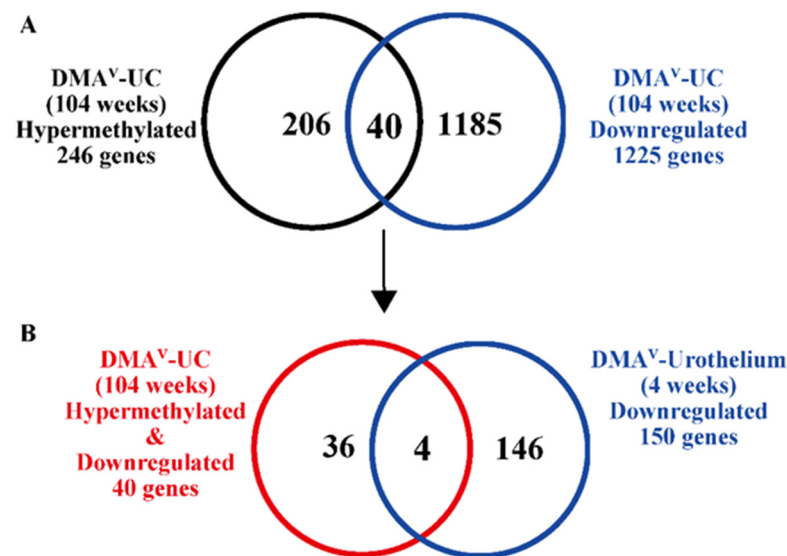 A
DMAⱽ-UC
(104 weeks)
Hypermethylated
246 genes
206
40
1185
DMAⱽ-UC
(104 weeks)
Downregulated
1225 genes
B
DMAⱽ-UC
(104 weeks)
Hypermethylated
&
Downregulated
40 genes
36
4
146
DMAⱽ-Urothelium
(4 weeks)
Downregulated
150 genes